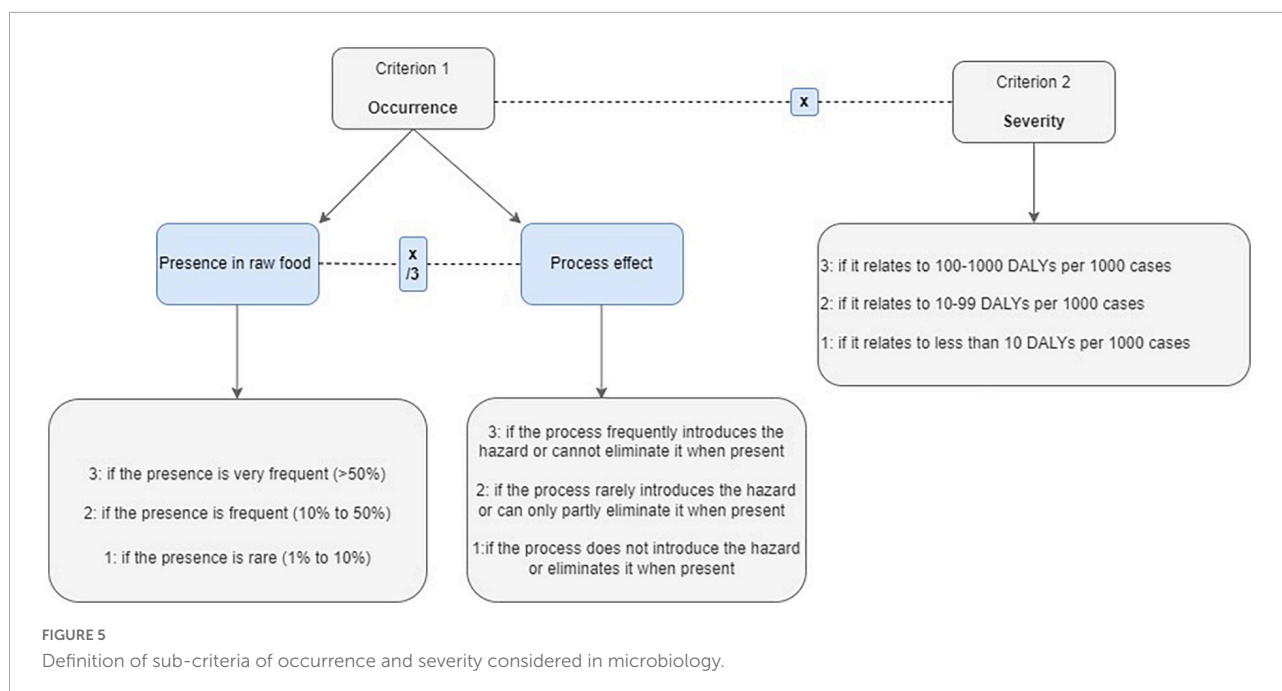 Criterion 1
Occurrence
x
Criterion 2
Severity
Presence in raw food
x
/3
Process effect
3: if it relates to 100-1000 DALYs per 1000 cases
2: if it relates to 10-99 DALYs per 1000 cases
1: if it relates to less than 10 DALYs per 1000 cases
3: if the presence is very frequent (>50%)
2: if the presence is frequent (10% to 50%)
1: if the presence is rare (1% to 10%)
3: if the process frequently introduces the
hazard or cannot eliminate it when present
2: if the process rarely introduces the hazard
or can only partly eliminate it when present
1:if the process does not introduce the hazard
or eliminates it when present
FIGURE 5
Definition of sub-criteria of occurrence and severity considered in microbiology.